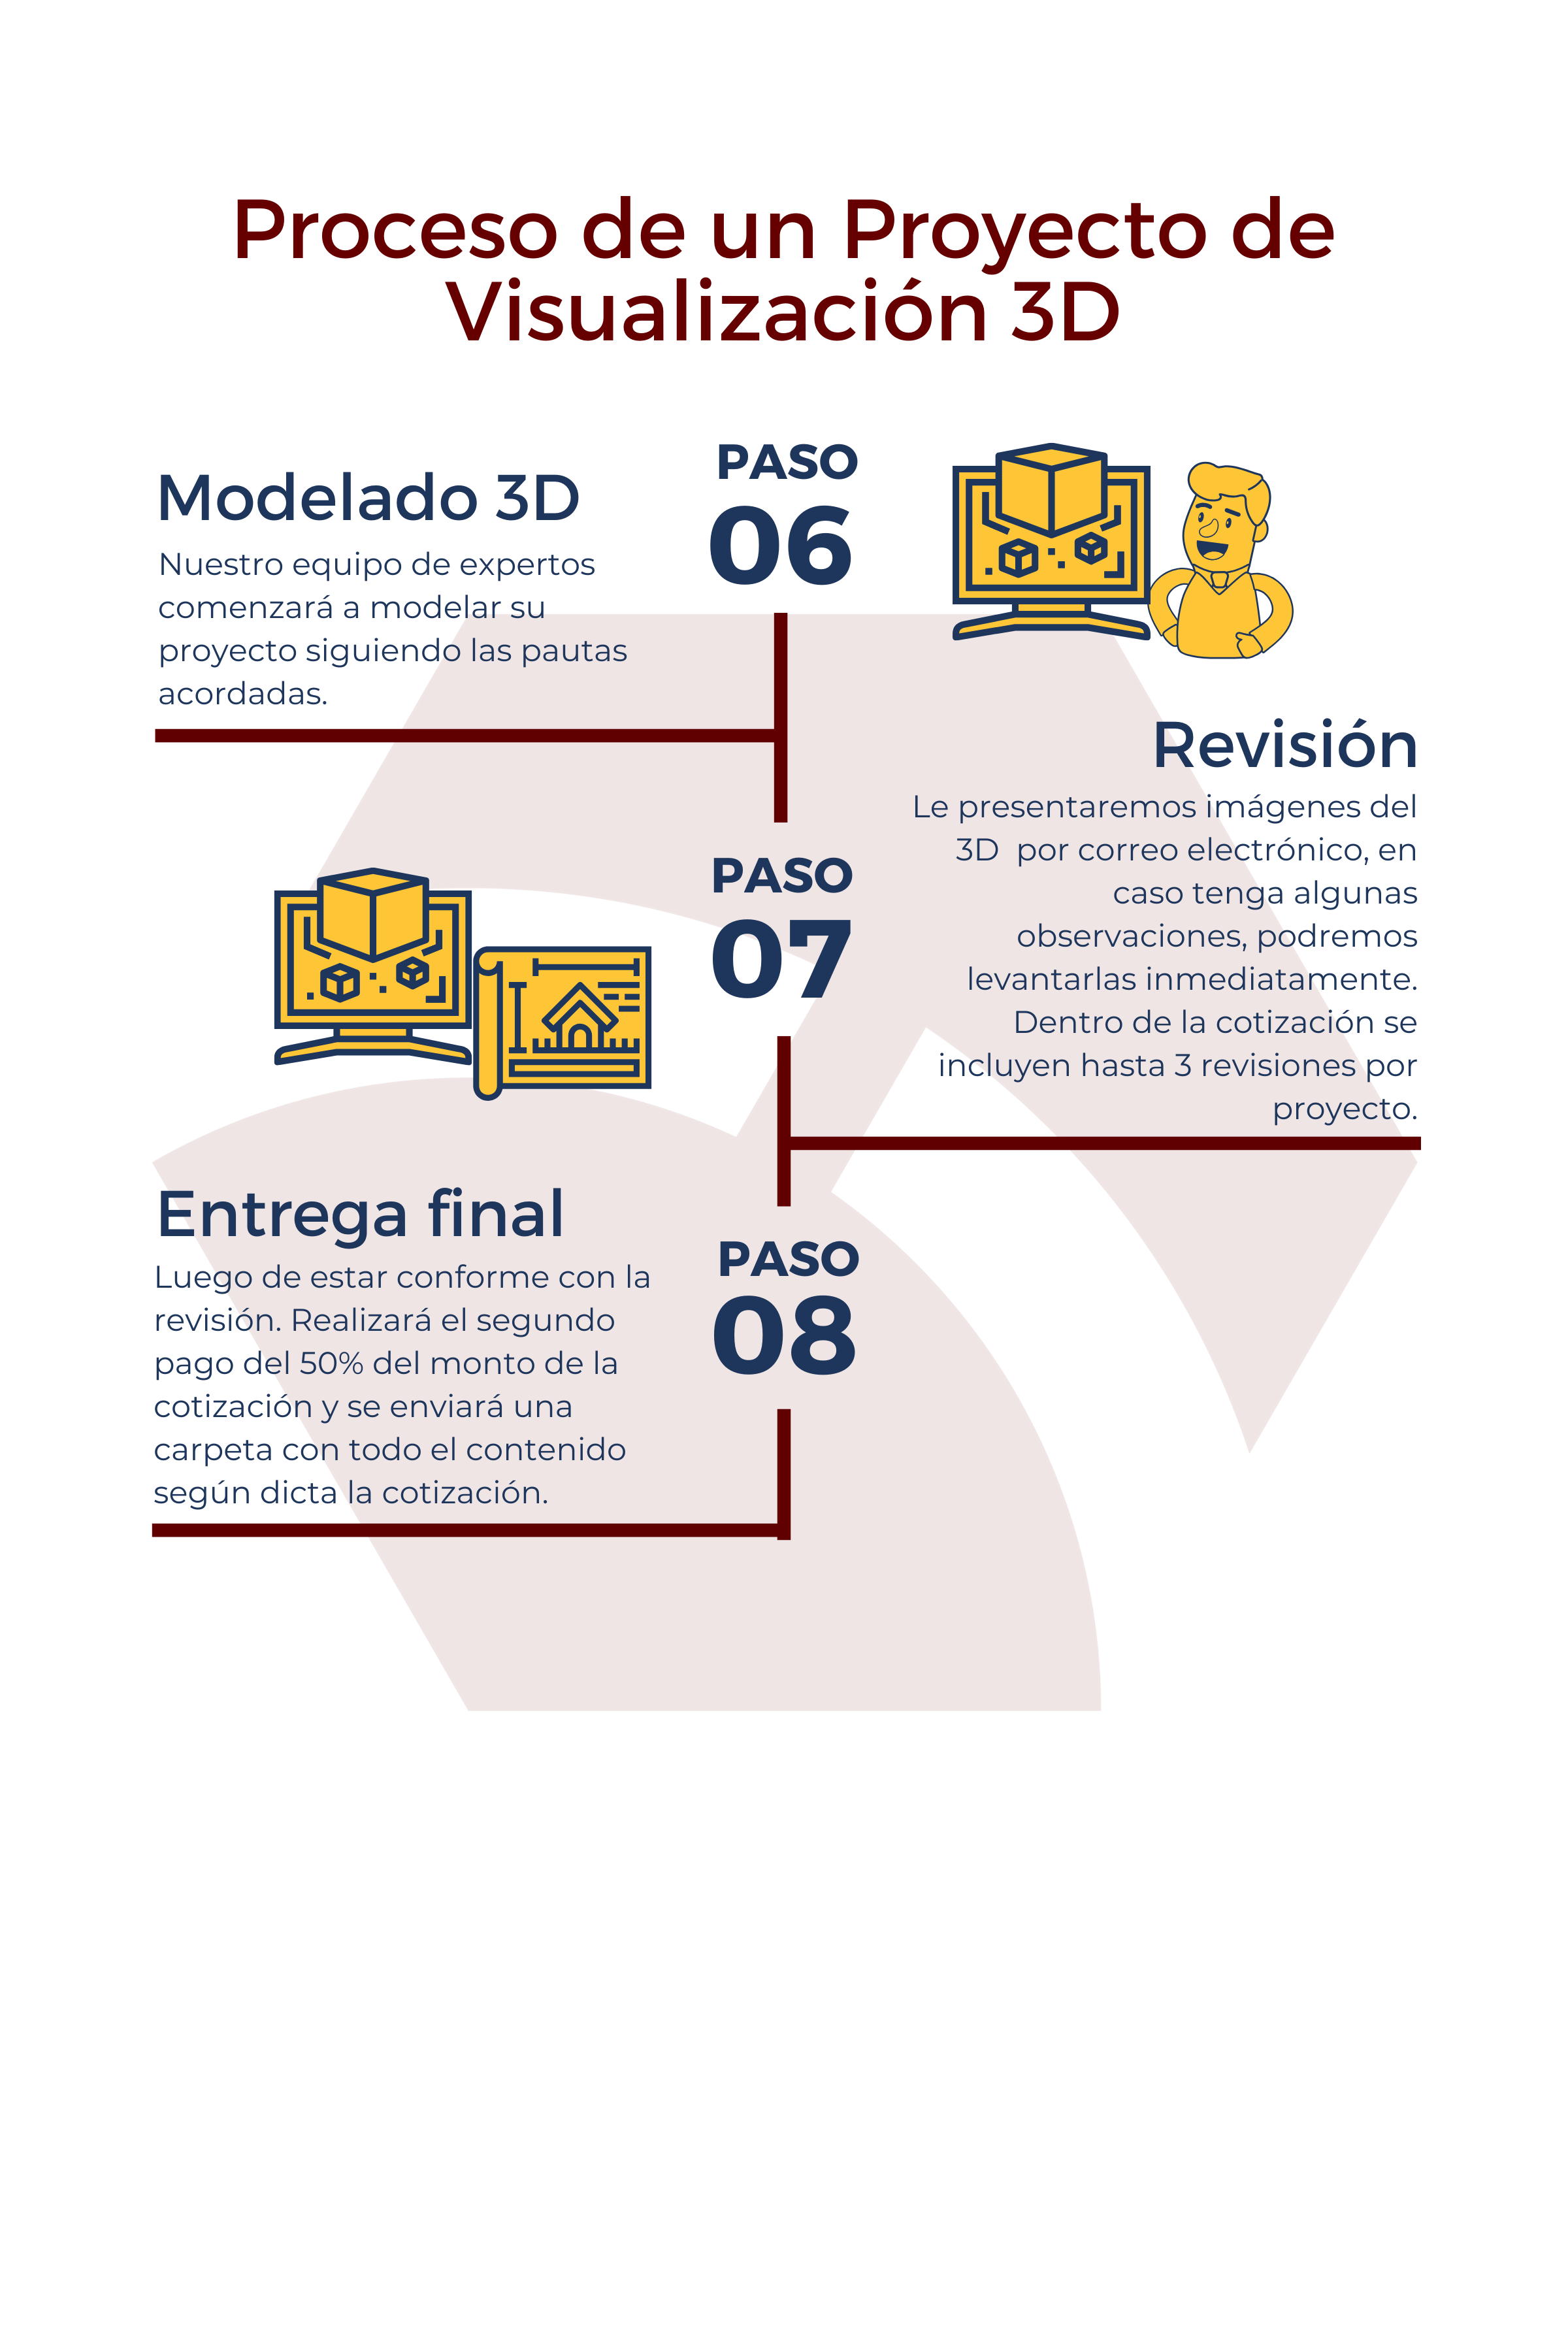 Proceso de un Proyecto de
Visualización 3D
PASO
06
Modelado 3D
Nuestro equipo de expertos
comenzará a modelar su
proyecto siguiendo las pautas
acordadas.
Revisión
Le presentaremos imágenes del
3D  por correo electrónico, en
caso tenga algunas
observaciones, podremos
levantarlas inmediatamente.
Dentro de la cotización se
incluyen hasta 3 revisiones por
proyecto.
PASO
07
Entrega final
Luego de estar conforme con la
revisión. Realizará el segundo
pago del 50% del monto de la
cotización y se enviará una
carpeta con todo el contenido
según dicta la cotización.
PASO
08